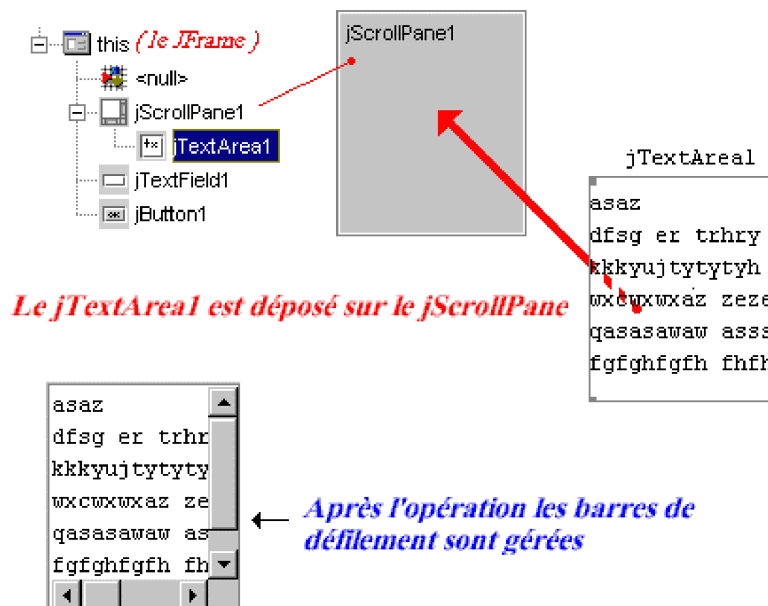 this ( le JFrame )
<null>
jScrollPane1
jTextArea1
jTextField1
jButton1
jScrollPane1
jTextArea1
asaz
dfsg er trhry
kkkyujtytytyh
wxcwxwxaz zeze
qasasawaw asss
fgfghfgfh fhfh
Le jTextArea1 est déposé sur le jScrollPane
asaz
dfsg er trhr
kkkyujtytyty
wxcwxwxaz ze
qasasawaw as
fgfghfgfh fh
Après l'opération les barres de
défilement sont gérées